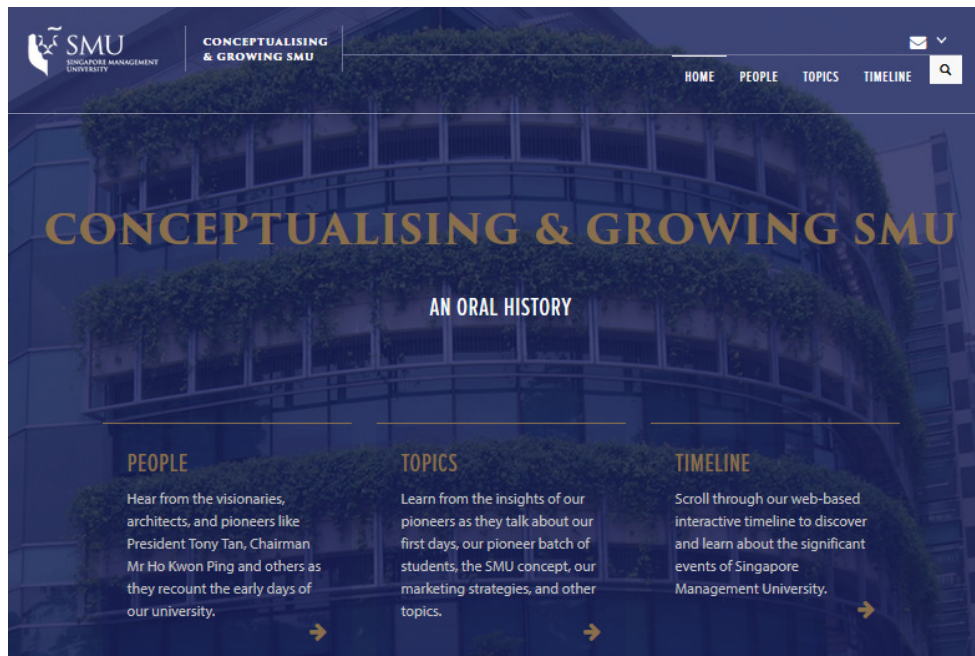 SMU
SINGAPORE MANAGEMENT
UNIVERSITY
CONCEPTUALISING
& GROWING SMU
HOME PEOPLE TOPICS TIMELINE
CONCEPTUALISING & GROWING SMU
AN ORAL HISTORY
PEOPLE
Hear from the visionaries,
architects, and pioneers like
President Tony Tan, Chairman
Mr Ho Kwon Ping and others as
they recount the early days of
our university.
TOPICS
Learn from the insights of our
pioneers as they talk about our
first days, our pioneer batch of
students, the SMU concept, our
marketing strategies, and other
topics.
TIMELINE
Scroll through our web-based
interactive timeline to discover
and learn about the significant
events of Singapore
Management University.